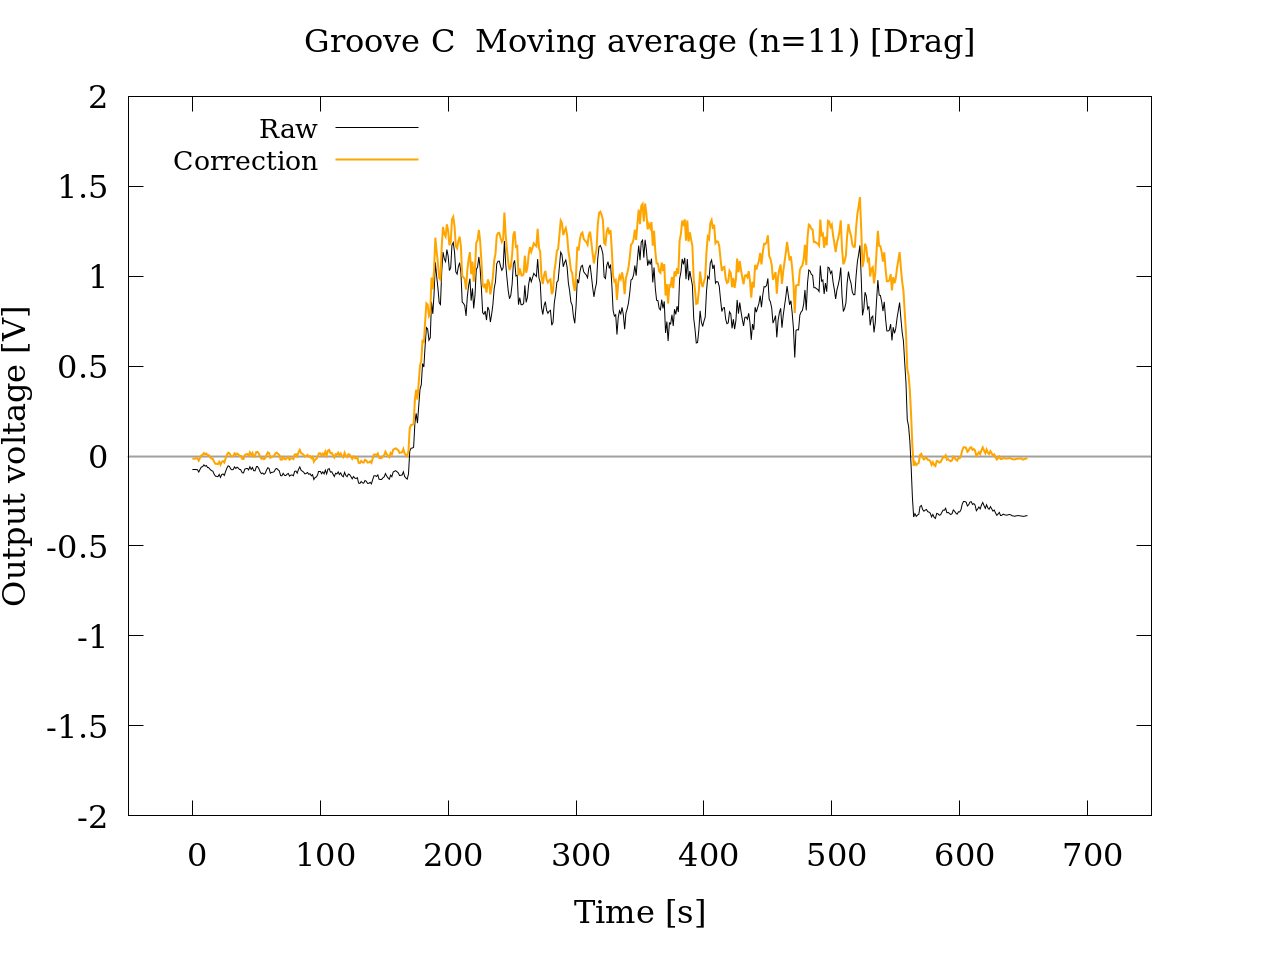 Groove C  Moving average (n=11) [Drag]
Raw
Correction
2
1.5
1
0.5
0
-0.5
-1
-1.5
-2
Output voltage [V]
0 100 200 300 400 500 600 700
Time [s]